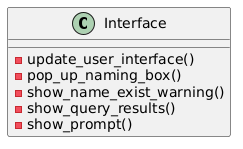 C Interface
update_user_interface()
pop_up_naming_box()
show_name_exist_warning()
show_query_results()
show_prompt()